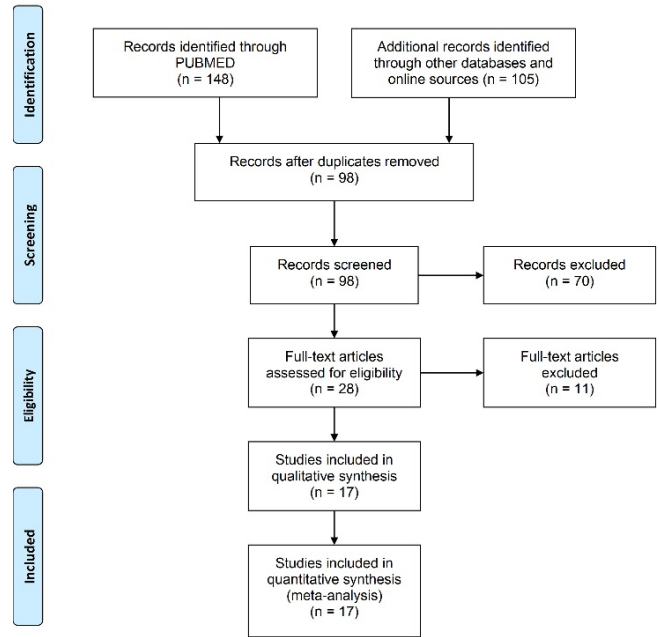 Identification
Records identified through
PUBMED
(n = 148)
Additional records identified
through other databases and
online sources (n = 105)
Records after duplicates removed
(n = 98)
Screening
Records screened
(n = 98)
Records excluded
(n = 70)
Eligibility
Full-text articles
assessed for eligibility
(n = 28)
Full-text articles
excluded
(n = 11)
Studies included in
qualitative synthesis
(n = 17)
Included
Studies included in
quantitative synthesis
(meta-analysis)
(n = 17)